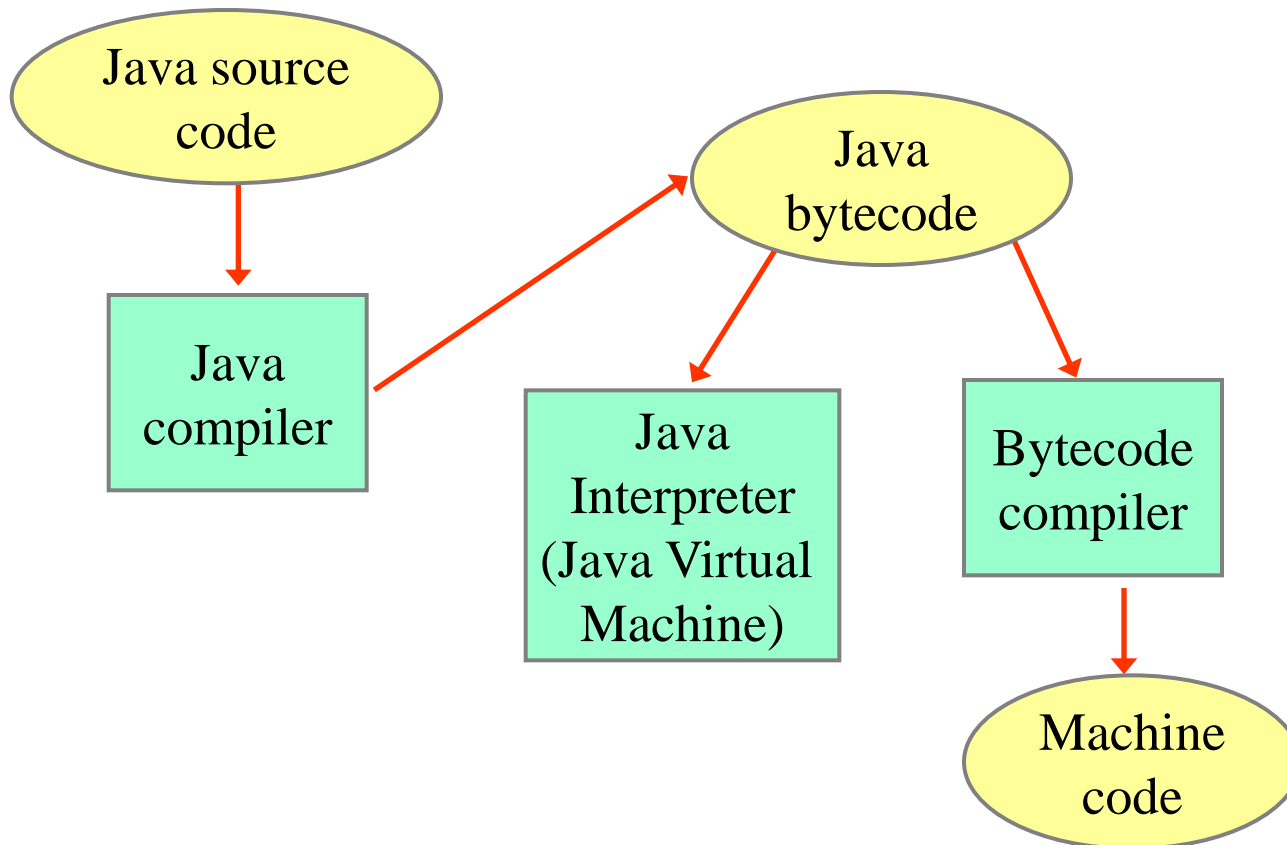 Java source
code
Java
compiler
Java
bytecode
Java
Interpreter
(Java Virtual
Machine)
Bytecode
compiler
Machine
code